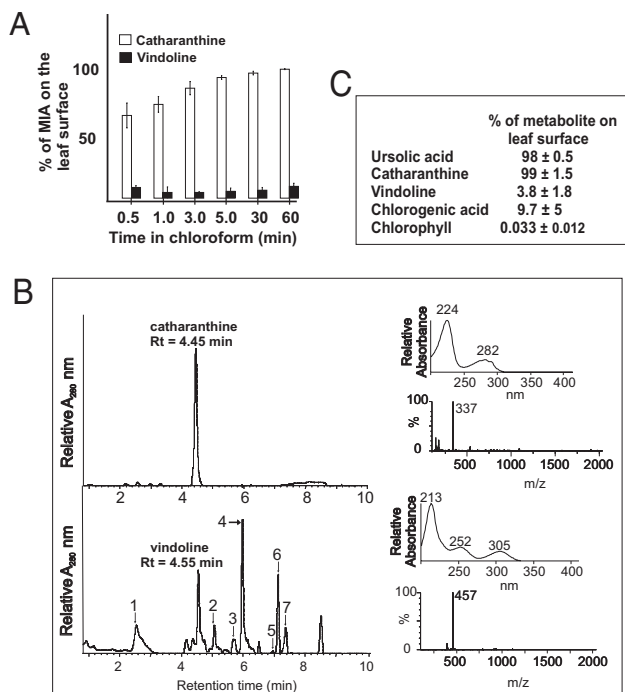 A
Catharanthine
Vindoline
% of MIA on the
leaf surface
100
50
0.5 1.0 3.0 5.0 30 60
Time in chloroform (min)
C
% of metabolite on
leaf surface
Ursolic acid 98 ± 0.5
Catharanthine 99 ± 1.5
Vindoline 3.8 ± 1.8
Chlorogenic acid 9.7 ± 5
Chlorophyll 0.033 ± 0.012
B
Relative A280 nm
catharanthine
Rt = 4.45 min
2 4 6 8 10
Relative Absorbance
224
282
250 300 400
nm
100
%
0
337
500 1000 1500 2000
m/z
Relative A280 nm
vindoline
Rt = 4.55 min
1
2
3
4
5
6
7
2 4 6 8 10
Retention time (min)
Relative Absorbance
213
252
305
250 300 400
nm
100
%
0
457
500 1000 1500 2000
m/z